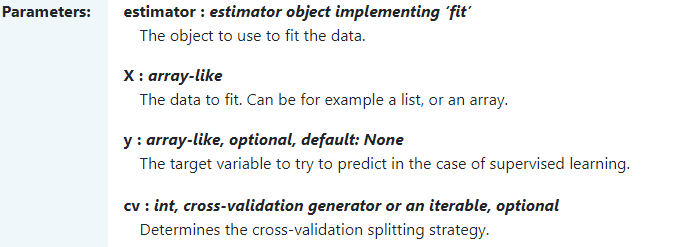 Parameters:
estimator : estimator object implementing ‘fit’
The object to use to fit the data.
X : array-like
The data to fit. Can be for example a list, or an array.
y : array-like, optional, default: None
The target variable to try to predict in the case of supervised learning.
cv : int, cross-validation generator or an iterable, optional
Determines the cross-validation splitting strategy.